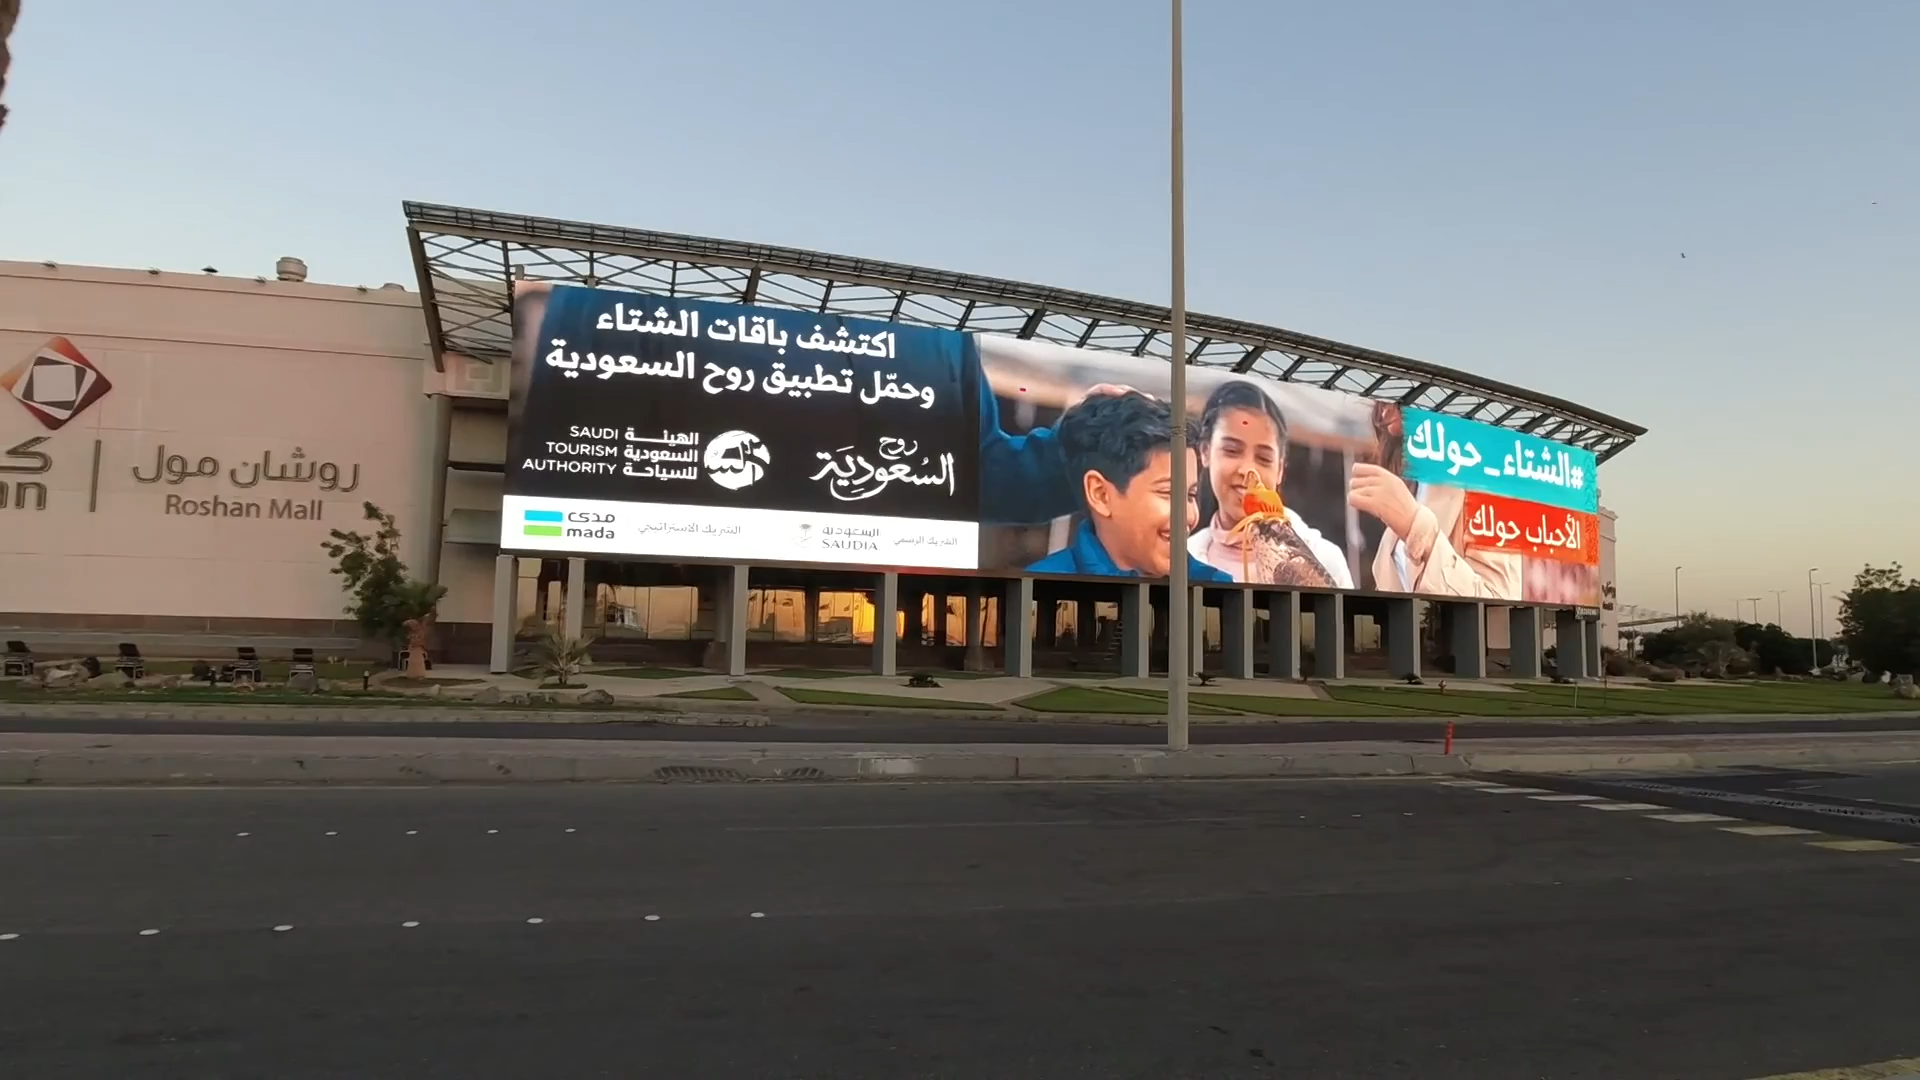 روشان مول
Roshan Mall
اكتشف باقات الشتاء
وحمّل تطبيق روح السعودية
SAUDI
TOURISM
AUTHORITY
الهيئة
السعودية
للسياحة
روح
السعودية
مدى
mada
الشريك الاستراتيجي
السعودية
SAUDIA
الشريك الرسمي
#الشتاء_حولك
الأحباب حولك